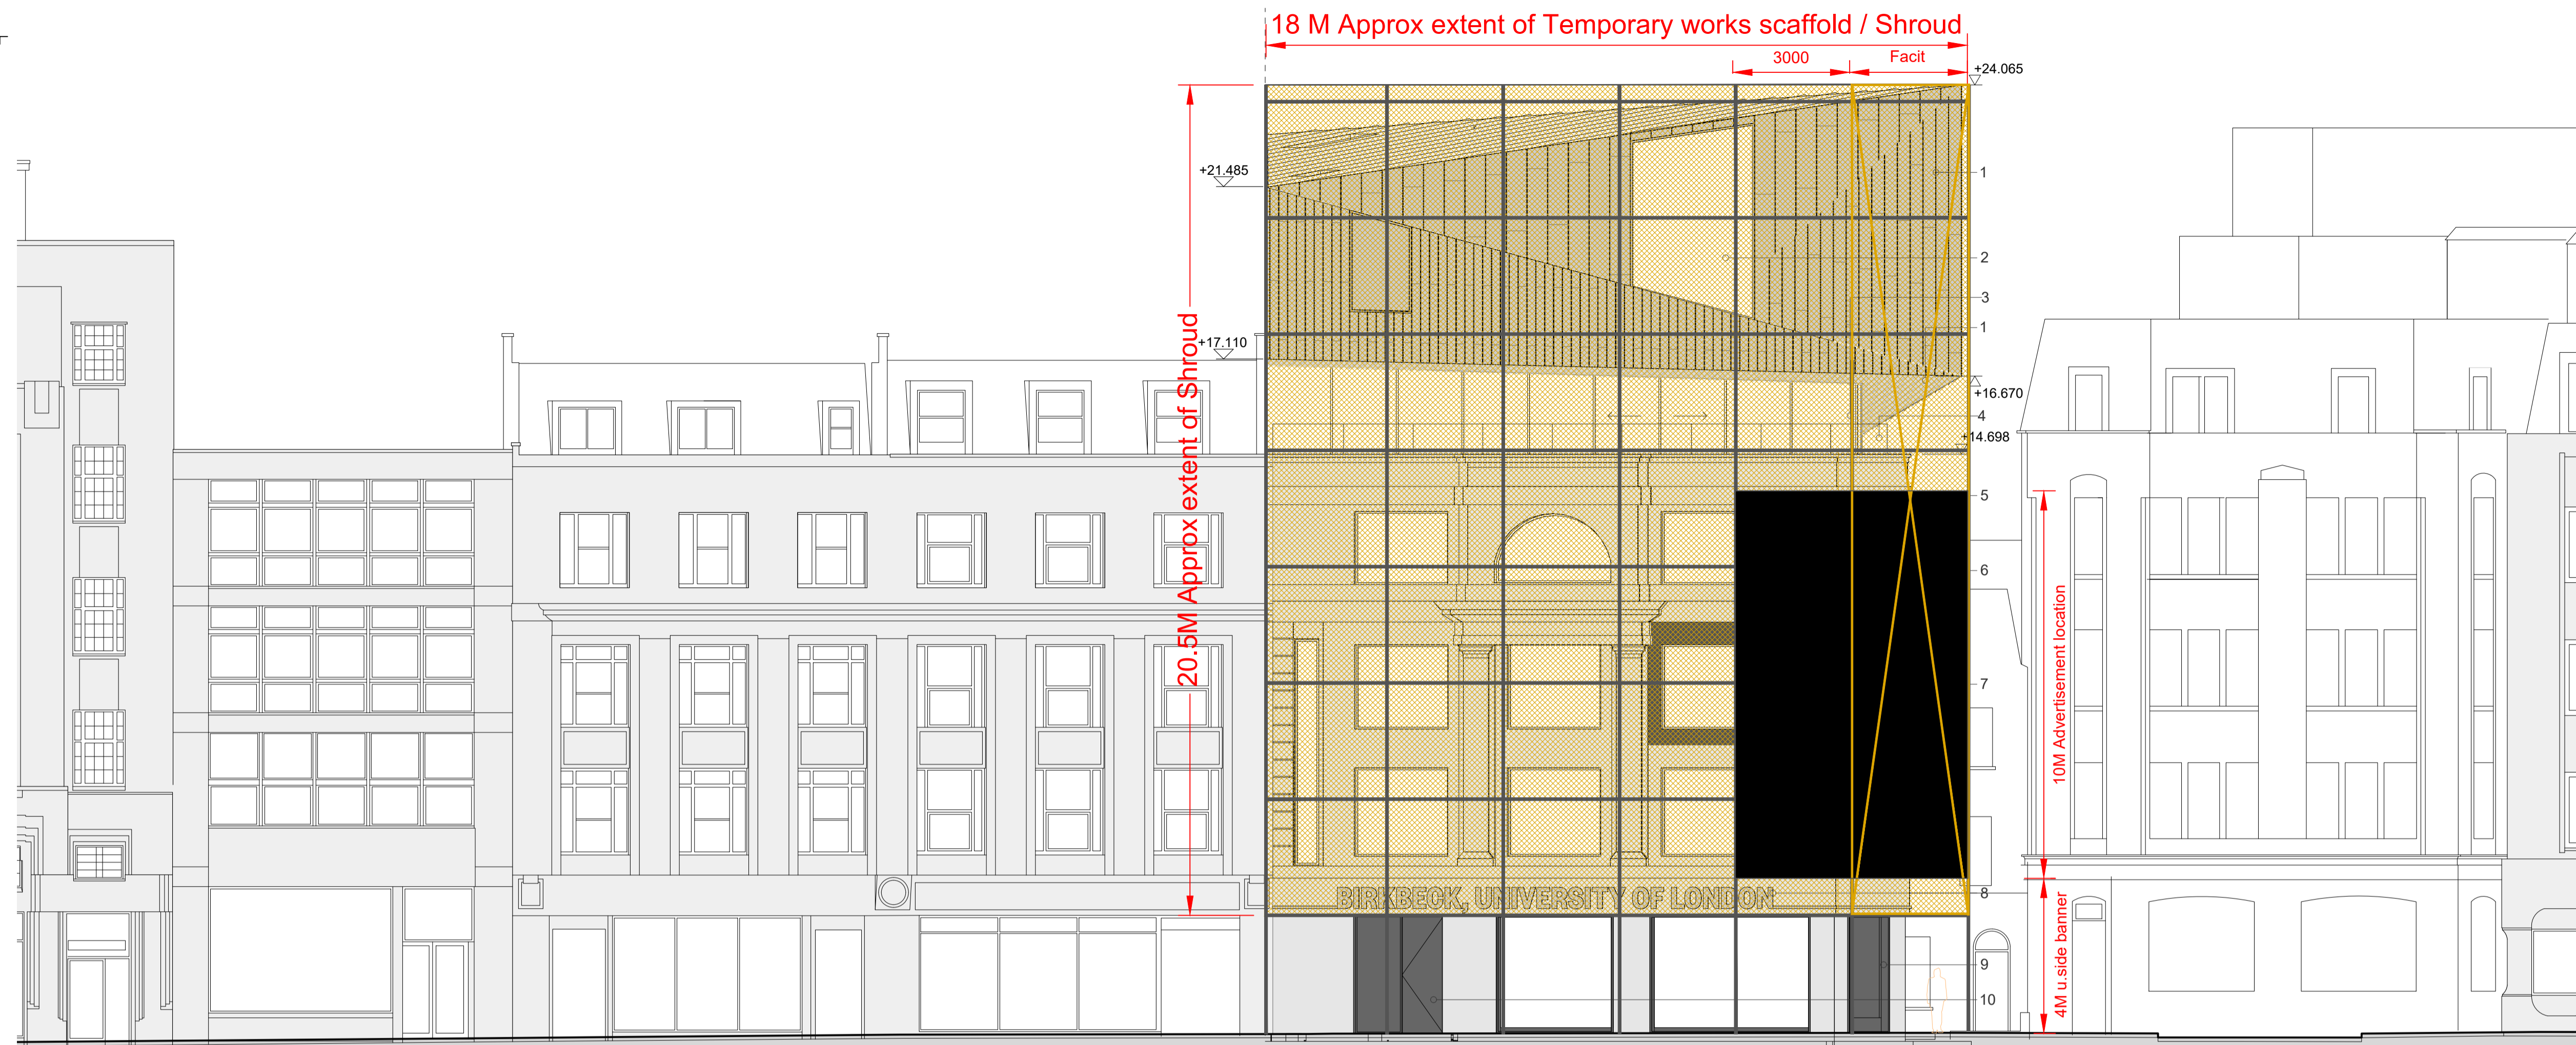 18 M Approx extent of Temporary works scaffold / Shroud
3000
Facit
+24.065
+21.485
1
2
3
1
+17.110
+16.670
4
+14.698
20.5M Approx extent of Shroud
5
6
7
10M Advertisement location
BIRKBECK, UNIVERSITY OF LONDON
8
4M u.side banner
9
10